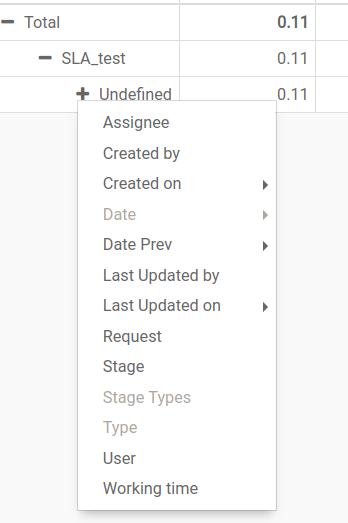 Total 0.11
SLA_test 0.11
Undefined 0.11
Assignee
Created by
Created on
Date
Date Prev
Last Updated by
Last Updated on
Request
Stage
Stage Types
Type
User
Working time